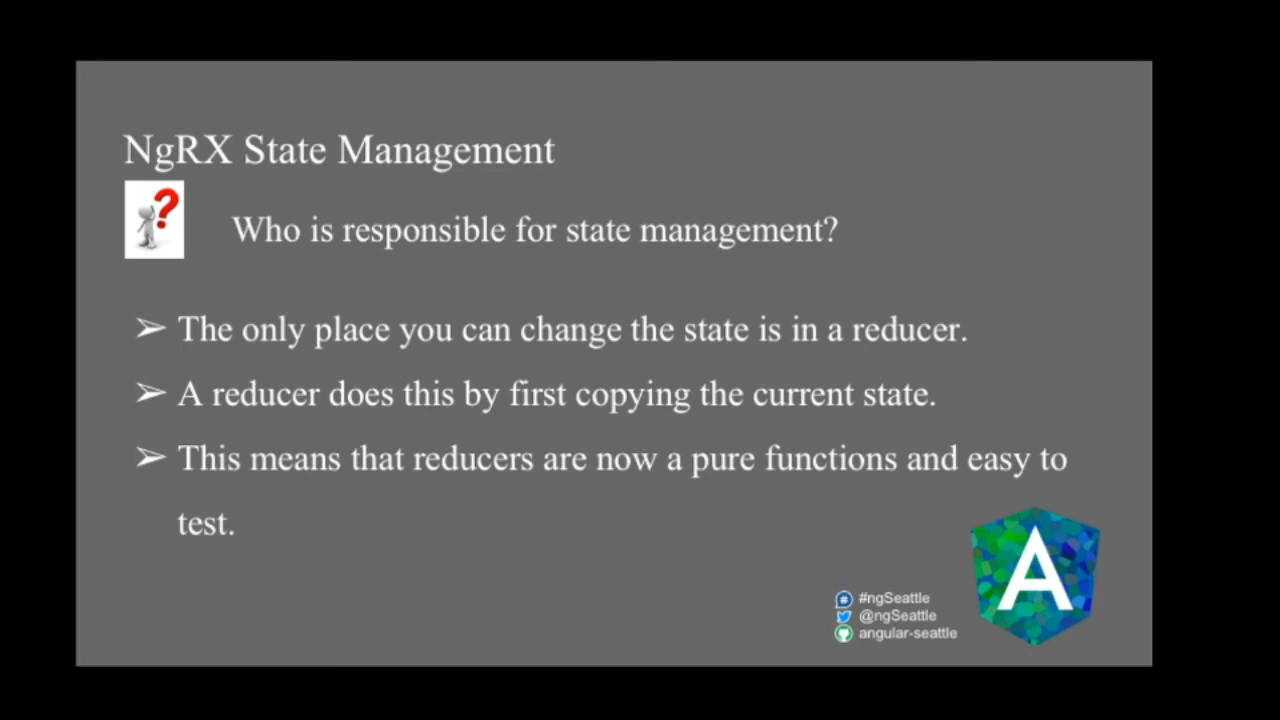 NgRX State Management
Who is responsible for state management?
➢ The only place you can change the state is in a reducer.
➢ A reducer does this by first copying the current state.
➢ This means that reducers are now a pure functions and easy to
test.
#ngSeattle
@ngSeattle
angular-seattle
A